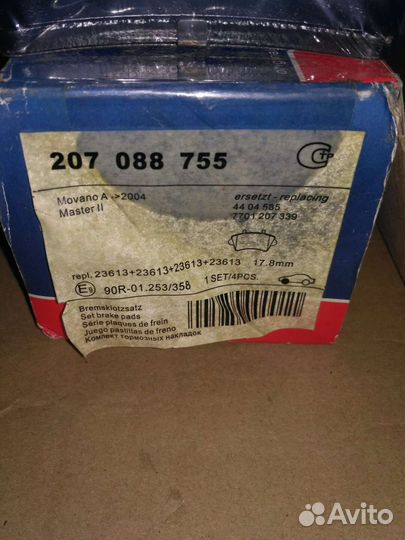 207 088 755
CTP
Movano A ->2004
Master II
ersetzt - replacing
44 04 585
7701 207 339
repl. 23613+23613+23613+23613 17.8mm
E9 90R-01.253/358 1 SET/4PCS.
Bremsklotzsatz
Set brake pads
Série plaques de frein
Juego pastillas de freno
Комплект тормозных накладок
Avito